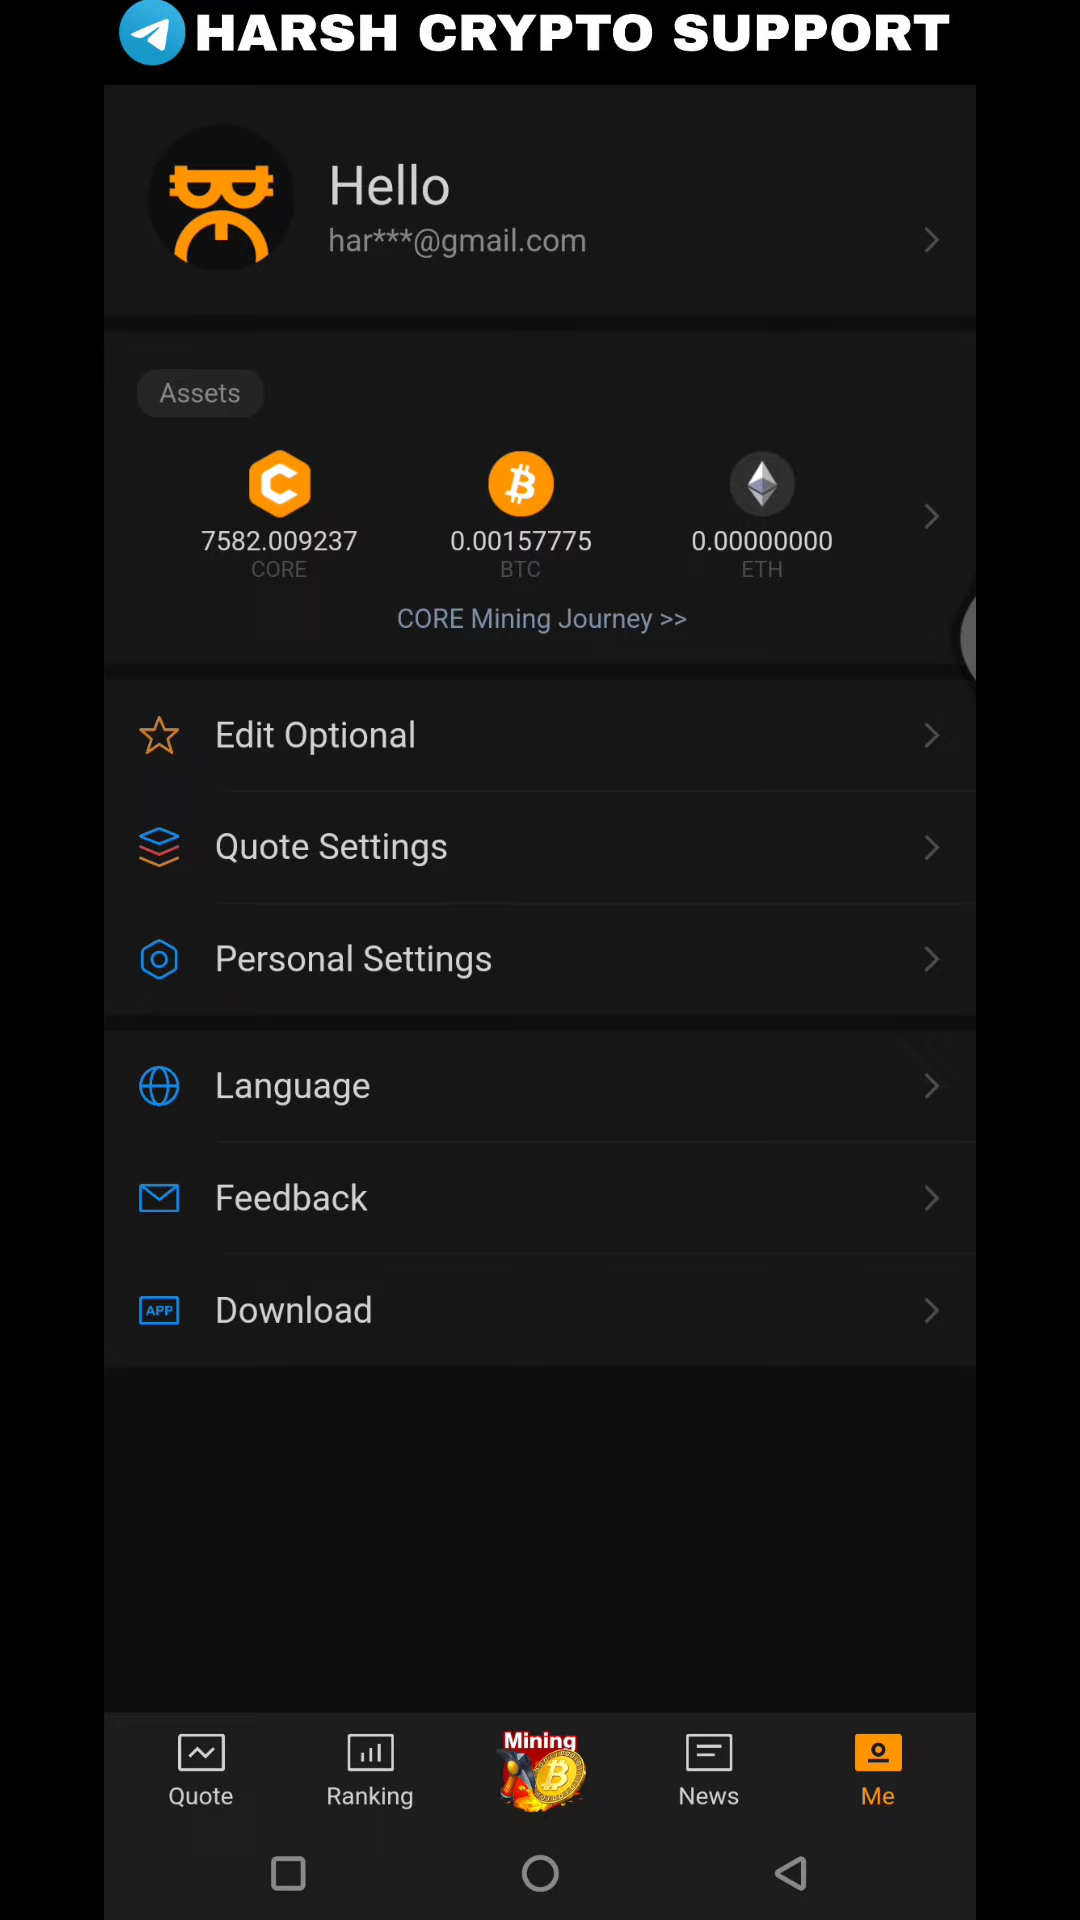 HARSH CRYPTO SUPPORT
Hello
har***@gmail.com
Assets
7582.009237
0.00157775
0.00000000
CORE
BTC
ETH
CORE Mining Journey >>
Edit Optional
Quote Settings
Personal Settings
Language
Feedback
APP
Download
Mining
Quote
Ranking
News
Me